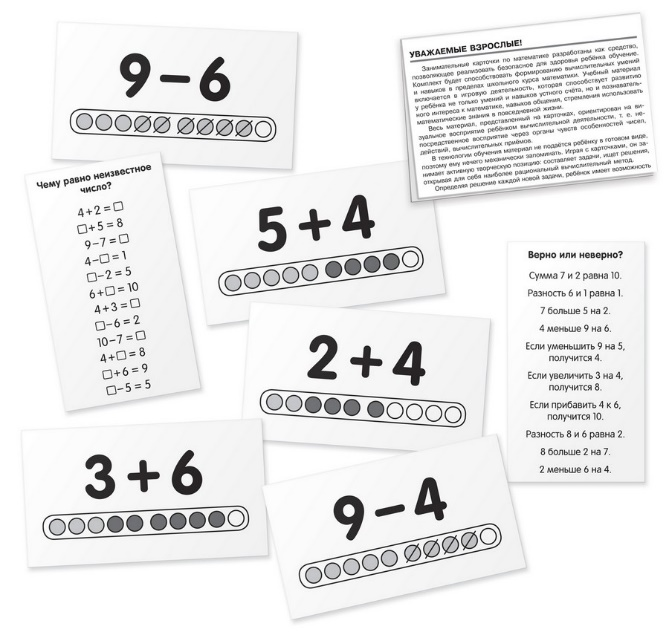 9–6
УВАЖАЕМЫЕ ВЗРОСЛЫЕ!
Занимательные карточки по математике разработаны как средство,
позволяющее реализовать безопасное для здоровья ребёнка обучение.
Комплект будет способствовать формированию вычислительных умений
и навыков в пределах школьного курса математики. Учебный материал
включается в игровую деятельность, которая способствует развитию
у ребёнка не только умений и навыков устного счёта, но и познаватель-
ного интереса к математике, навыков общения, стремления использовать
математические знания в повседневной жизни.
Весь материал, представленный на карточках, ориентирован на ви-
зуальное восприятие ребёнком вычислительной деятельности, т. е. не-
посредственное восприятие через органы чувств особенностей чисел,
действий, вычислительных приёмов.
В технологии обучения материал не подаётся ребёнку в готовом виде,
поэтому ему нечего механически запоминать. Играя с карточками, он за-
нимает активную творческую позицию: составляет задачи, ищет решения,
открывая для себя наиболее рациональный вычислительный метод.
Определяя решение каждой новой задачи, ребёнок имеет возможность
Чему равно неизвестное
число?
4+2=□
□+5=8
9–7=□
4–□=1
□–2=5
6+□=10
4+3=□
□–6=2
10–7=□
4+□=8
□+6=9
□–5=5
5+4
Верно или неверно?
Сумма 7 и 2 равна 10.
Разность 6 и 1 равна 1.
7 больше 5 на 2.
4 меньше 9 на 6.
Если уменьшить 9 на 5,
получится 4.
Если увеличить 3 на 4,
получится 8.
Если прибавить 4 к 6,
получится 10.
Разность 8 и 6 равна 2.
8 больше 2 на 7.
2 меньше 6 на 4.
2+4
3+6
9–4